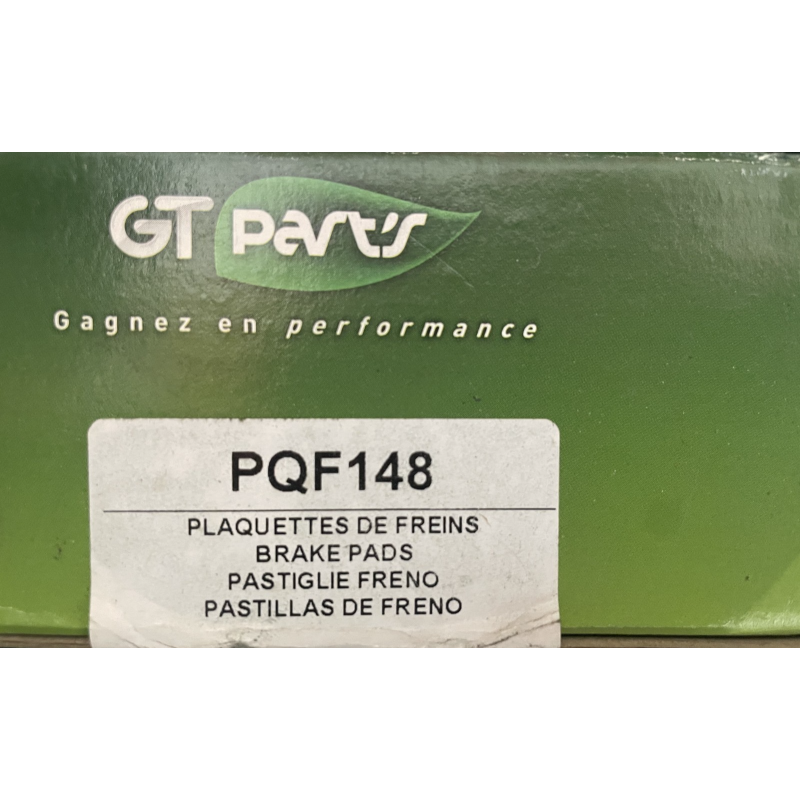 GT Part's
Gagnez en performance
PQF148
PLAQUETTES DE FREINS
BRAKE PADS
PASTIGLIE FRENO
PASTILLAS DE FRENO